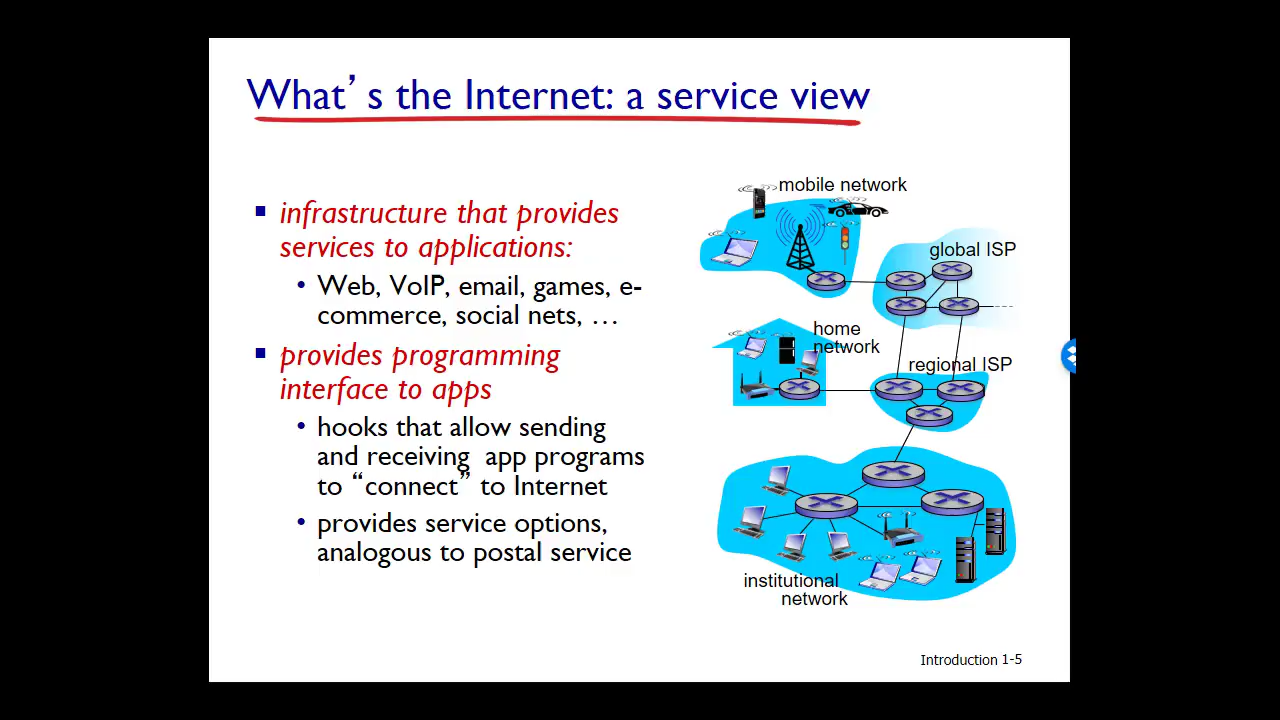 What’s the Internet: a service view
infrastructure that provides
services to applications:
Web, VoIP, email, games, e-
commerce, social nets, …
provides programming
interface to apps
hooks that allow sending
and receiving app programs
to “connect” to Internet
provides service options,
analogous to postal service
mobile network
global ISP
home
network
regional ISP
institutional
network
Introduction 1-5